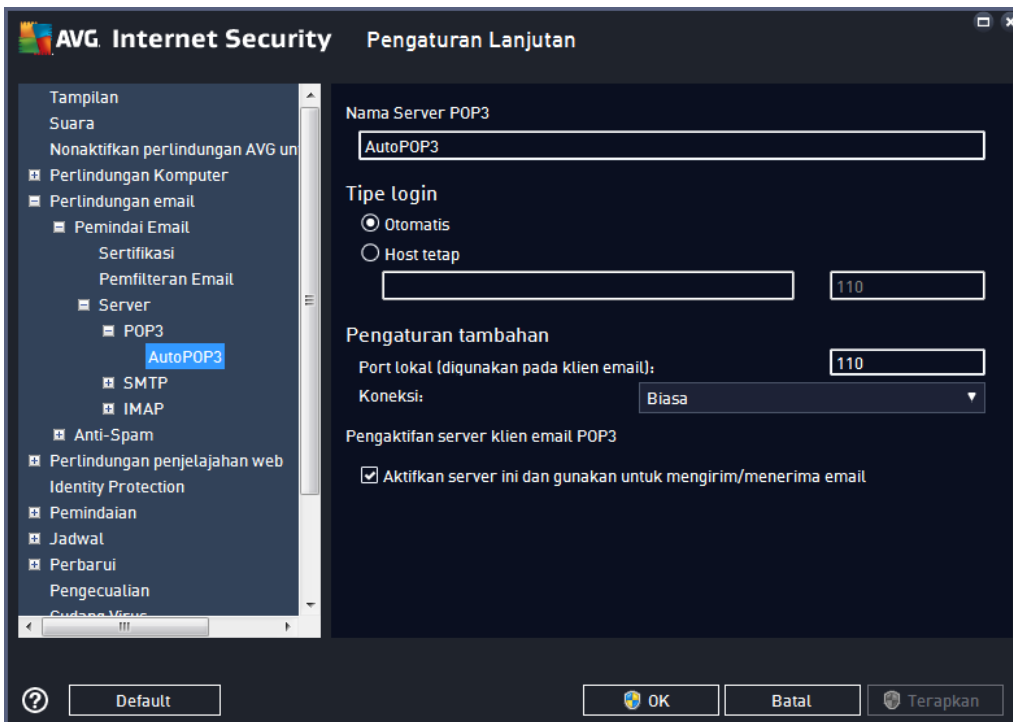 AVG. Internet Security Pengaturan Lanjutan
Tampilan
Suara
Nonaktifkan perlindungan AVG un
Perlindungan Komputer
Perlindungan email
Pemindai Email
Sertifikasi
Pemfilteran Email
Server
POP3
AutoPOP3
SMTP
IMAP
Anti-Spam
Perlindungan penjelajahan web
Identity Protection
Pemindaian
Jadwal
Perbarui
Pengecualian
Gudang Virus
Nama Server POP3
AutoPOP3
Tipe login
Otomatis
Host tetap
110
Pengaturan tambahan
Port lokal (digunakan pada klien email): 110
Koneksi: Biasa
Pengaktifan server klien email POP3
Aktifkan server ini dan gunakan untuk mengirim/menerima email
? Default OK Batal Terapkan